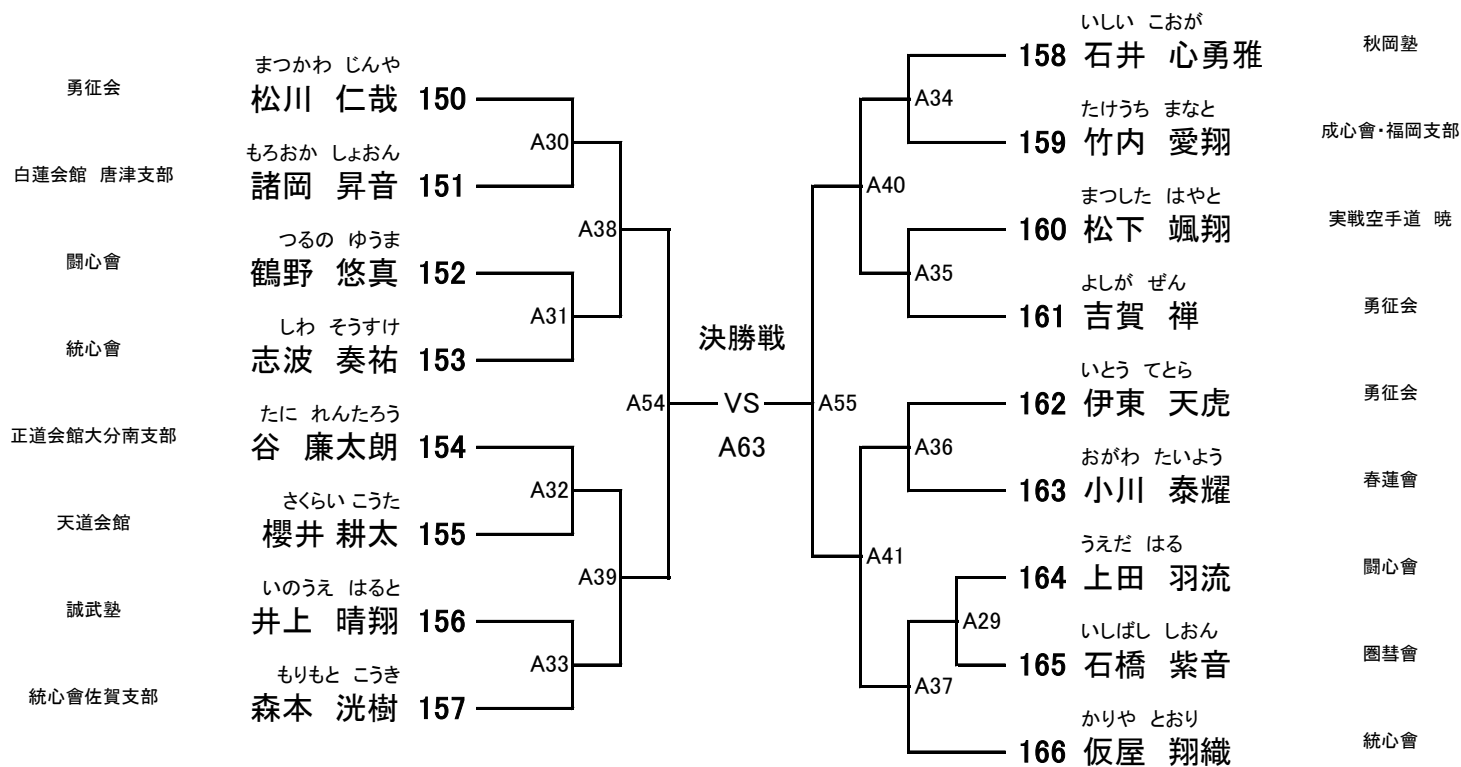 まつかわ じんや
勇征会 松川 仁哉 150
A30
もろおか しょおん
白蓮会館 唐津支部 諸岡 昇音 151
A38
つるの ゆうま
闘心會 鶴野 悠真 152
A31
しわ そうすけ
統心會 志波 奏祐 153
A54
たに れんたろう
正道会館大分南支部 谷 廉太朗 154
A32
さくらい こうた
天道会館 櫻井 耕太 155
A39
いのうえ はると
誠武塾 井上 晴翔 156
A33
もりもと こうき
統心會佐賀支部 森本 洸樹 157
決勝戦
VS
A63
いしい こおが
158 石井 心勇雅 秋岡塾
A34
たけうち まなと
159 竹内 愛翔 成心會・福岡支部
A40
まつした はやと
160 松下 颯翔 実戦空手道 暁
A35
よしが ぜん
161 吉賀 禅 勇征会
A55
いとう てとら
162 伊東 天虎 勇征会
A36
おがわ たいよう
163 小川 泰耀 春蓮會
A41
うえだ はる
164 上田 羽流 闘心會
A29
いしばし しおん
165 石橋 紫音 圏彗會
A37
かりや とおり
166 仮屋 翔織 統心會